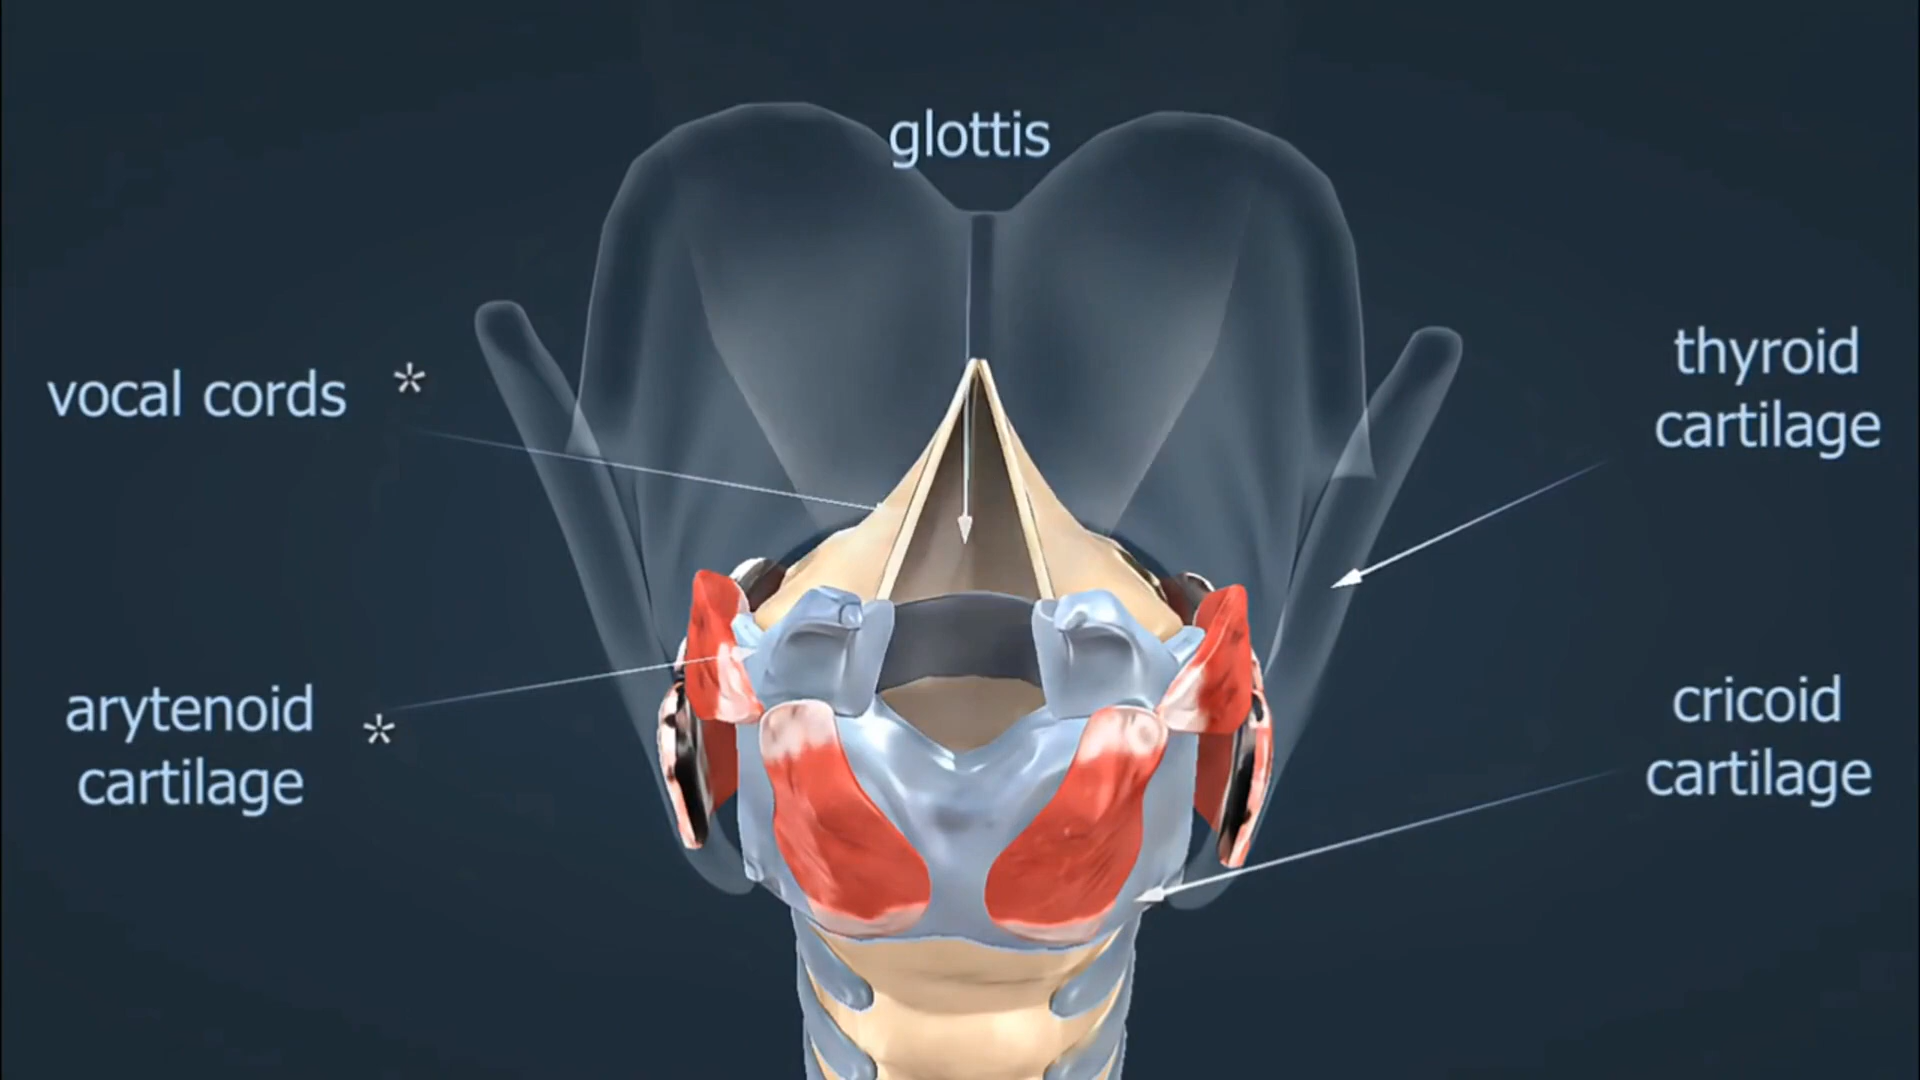 glottis
vocal cords *
thyroid
cartilage
arytenoid *
cartilage
cricoid
cartilage